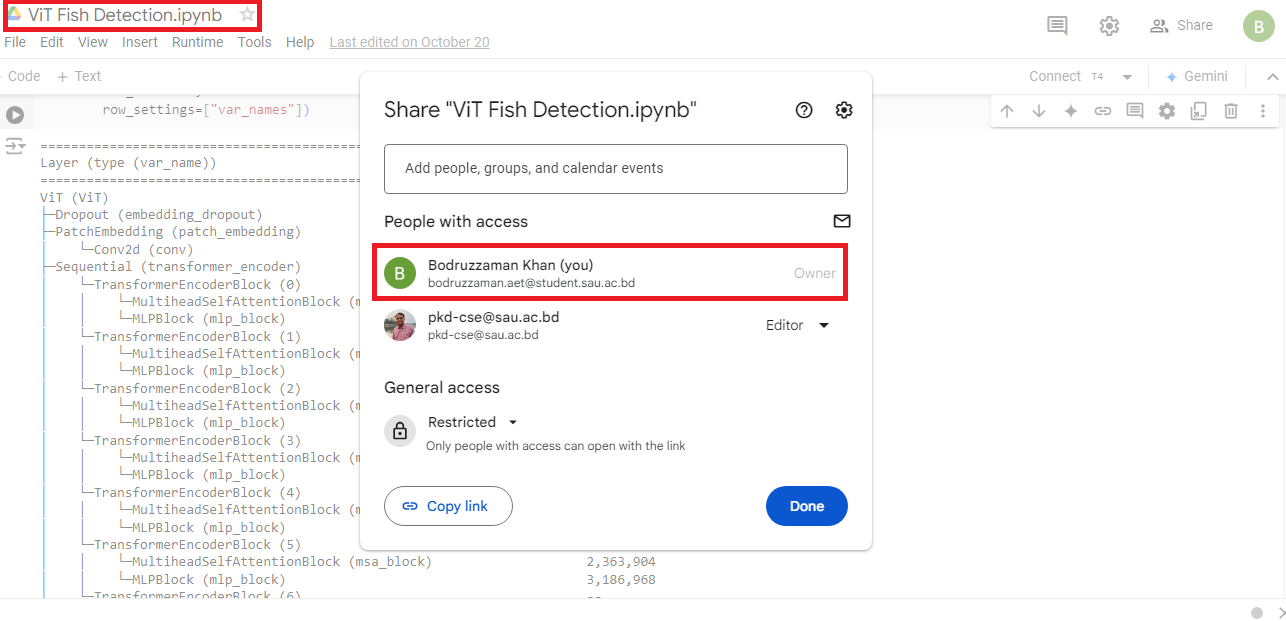 ViT Fish Detection.ipynb
File Edit View Insert Runtime Tools Help Last edited on October 20
Share
B
Code + Text
Connect T4
Gemini
row_settings=["var_names"])
==========================================
Layer (type (var_name))
==========================================
ViT (ViT)
├─Dropout (embedding_dropout)
├─PatchEmbedding (patch_embedding)
│ └─Conv2d (conv)
├─Sequential (transformer_encoder)
│ └─TransformerEncoderBlock (0)
│ │ └─MultiheadSelfAttentionBlock (m
│ │ └─MLPBlock (mlp_block)
│ └─TransformerEncoderBlock (1)
│ │ └─MultiheadSelfAttentionBlock (m
│ │ └─MLPBlock (mlp_block)
│ └─TransformerEncoderBlock (2)
│ │ └─MultiheadSelfAttentionBlock (m
│ │ └─MLPBlock (mlp_block)
│ └─TransformerEncoderBlock (3)
│ │ └─MultiheadSelfAttentionBlock (m
│ │ └─MLPBlock (mlp_block)
│ └─TransformerEncoderBlock (4)
│ │ └─MultiheadSelfAttentionBlock (m
│ │ └─MLPBlock (mlp_block)
│ └─TransformerEncoderBlock (5)
│ │ └─MultiheadSelfAttentionBlock (msa_block) 2,363,904
│ │ └─MLPBlock (mlp_block) 3,186,968
│ └─TransformerEncoderBlock (6)
Share "ViT Fish Detection.ipynb"
Add people, groups, and calendar events
People with access
B
Bodruzzaman Khan (you)
bodruzzaman.aet@student.sau.ac.bd
Owner
pkd-cse@sau.ac.bd
pkd-cse@sau.ac.bd
Editor
General access
Restricted
Only people with access can open with the link
Copy link
Done